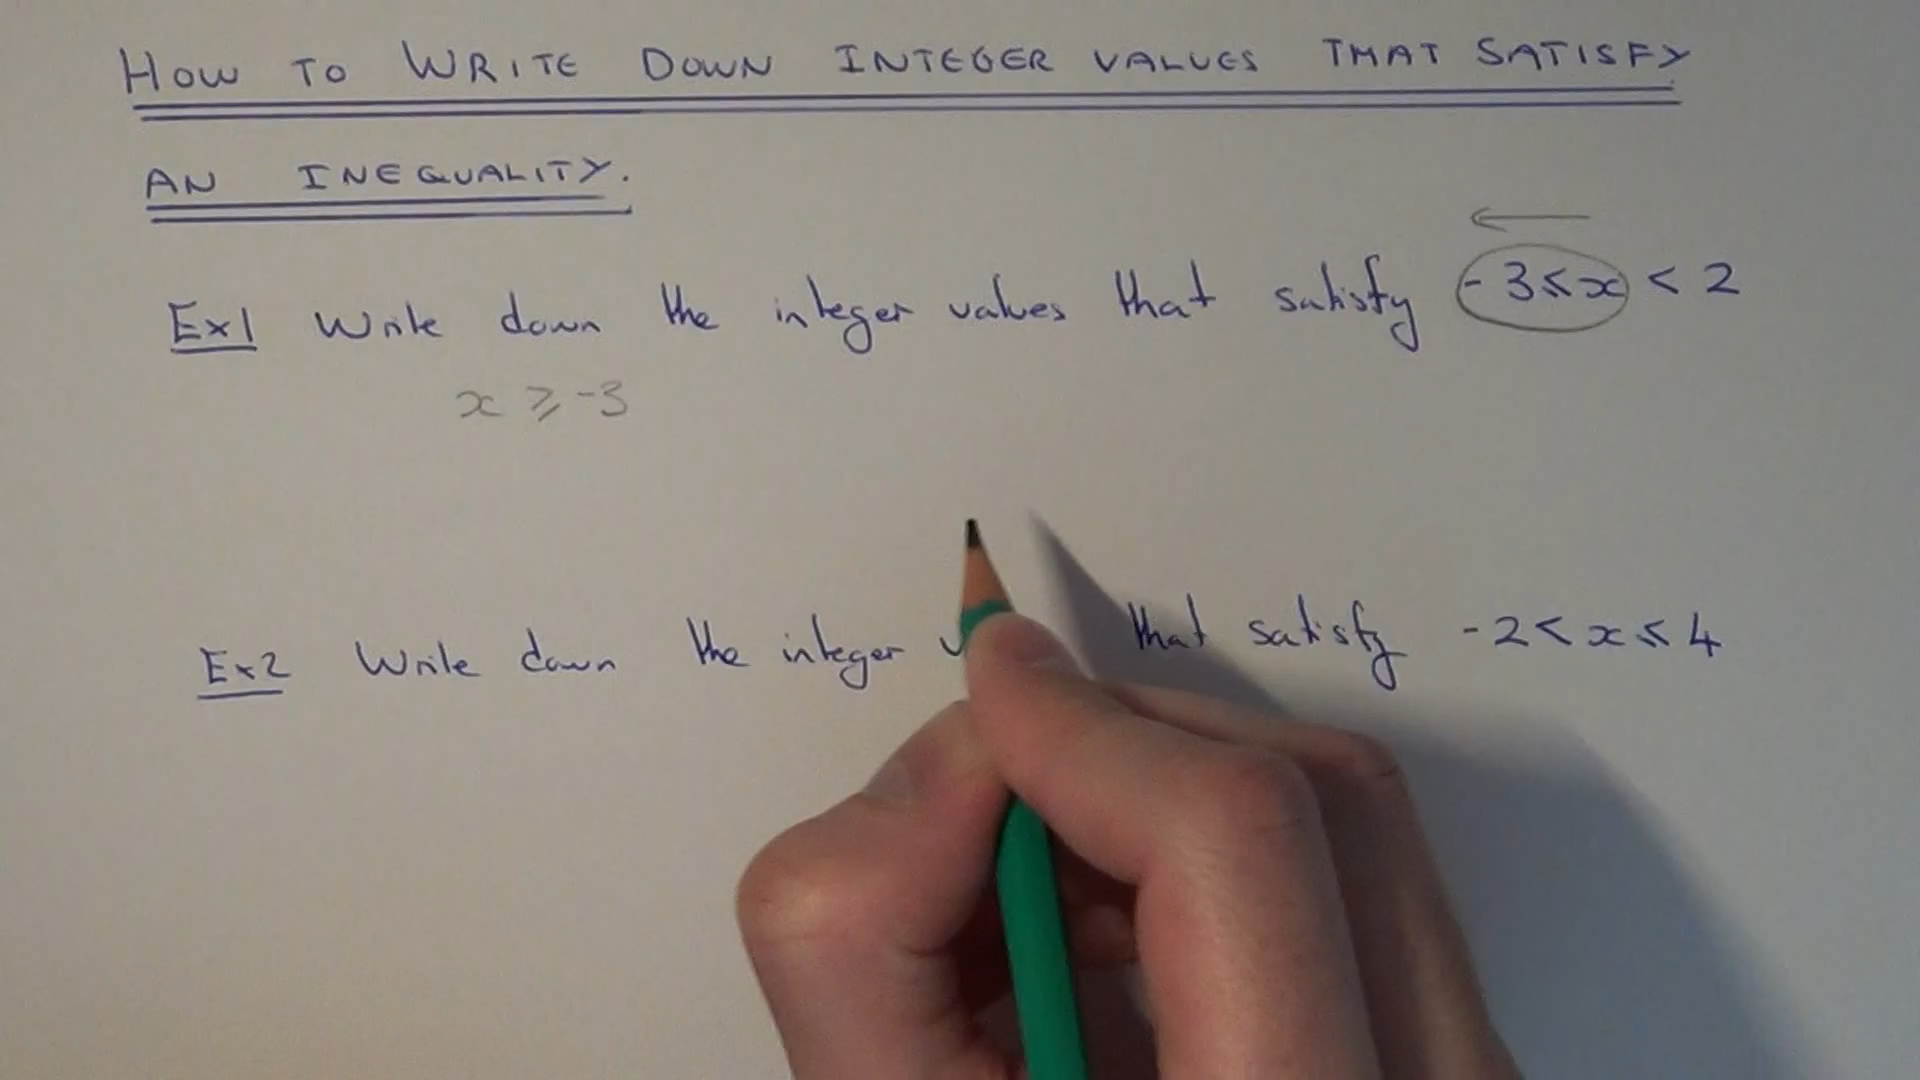 HOW TO WRITE DOWN INTEGER VALUES THAT SATISFY
AN INEQUALITY.
Ex1 Write down the integer values that satisfy -3 ⩽ x < 2
x ⩾ -3
Ex2 Write down the integer that satisfy -2 < x ⩽ 4